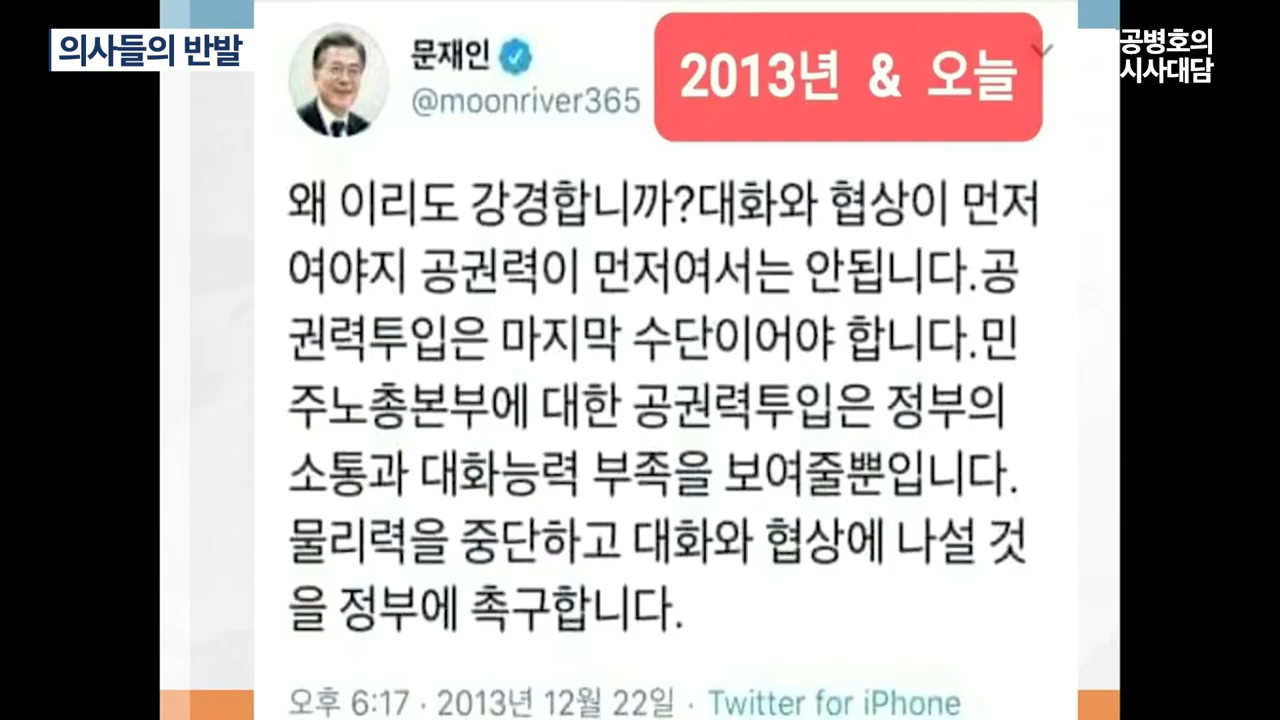 의사들의 반발
공병호의
시사대담
문재인
@moonriver365
2013년 & 오늘
왜 이리도 강경합니까?대화와 협상이 먼저
여야지 공권력이 먼저여서는 안됩니다.공
권력투입은 마지막 수단이어야 합니다.민
주노총본부에 대한 공권력투입은 정부의
소통과 대화능력 부족을 보여줄뿐입니다.
물리력을 중단하고 대화와 협상에 나설 것
을 정부에 촉구합니다.
오후 6:17 · 2013년 12월 22일 · Twitter for iPhone